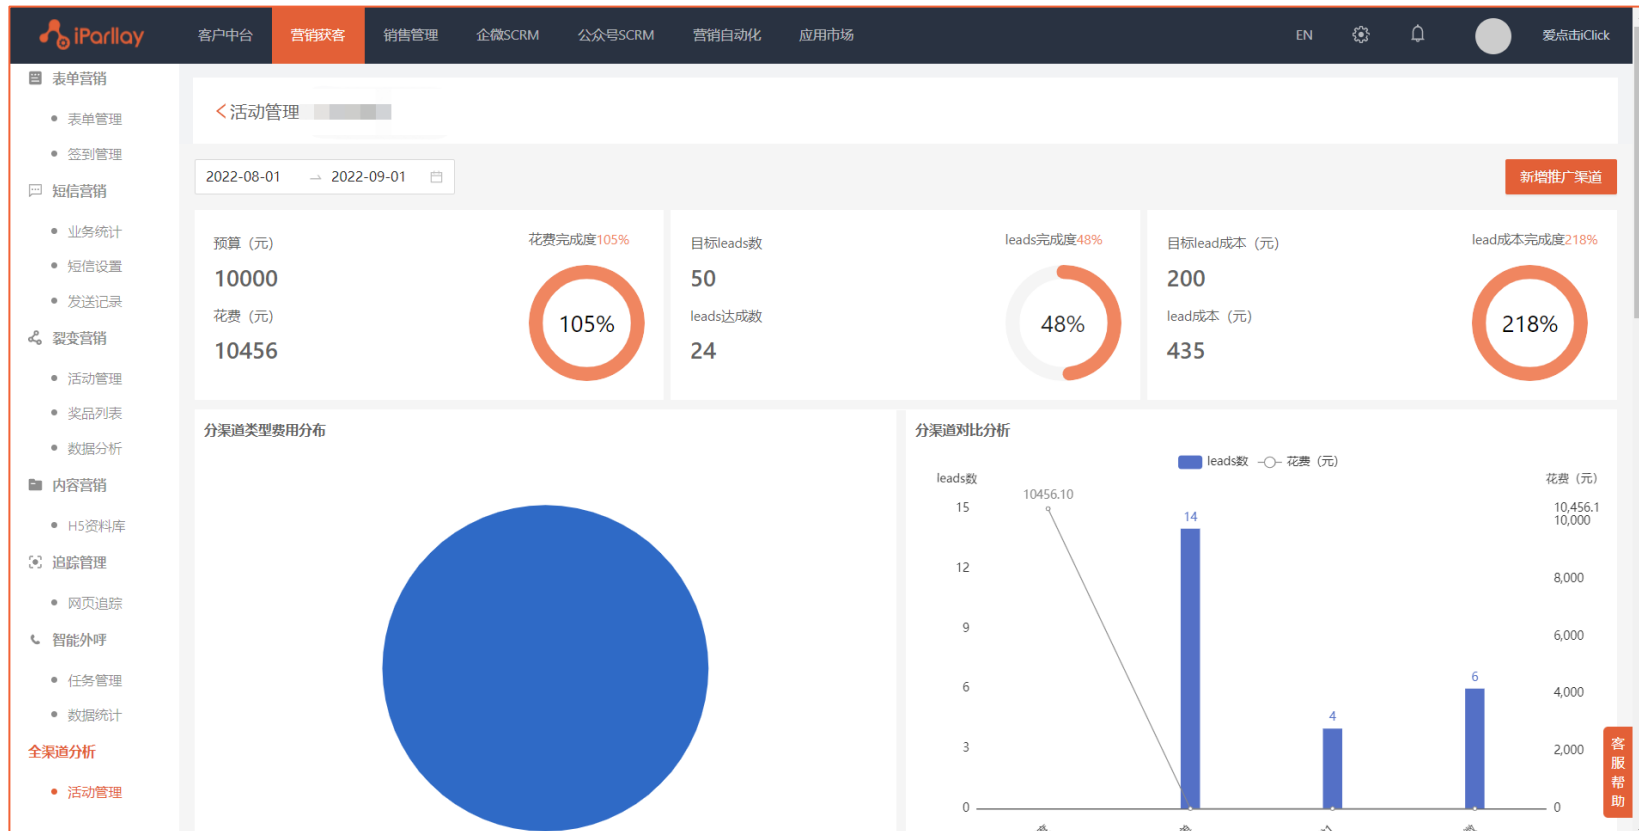 iParllay 客户中台 营销获客 销售管理 企微SCRM 公众号SCRM 营销自动化 应用市场 EN 爱点击iClick
表单营销
表单管理
签到管理
短信营销
业务统计
短信设置
发送记录
裂变营销
活动管理
奖品列表
数据分析
内容营销
H5资料库
追踪管理
网页追踪
智能外呼
任务管理
数据统计
全渠道分析
活动管理
<活动管理
2022-08-01 → 2022-09-01
新增推广渠道
预算（元）
10000
花费（元）
10456
花费完成度105%
105%
目标leads数
50
leads达成数
24
leads完成度48%
48%
目标lead成本（元）
200
lead成本（元）
435
lead成本完成度218%
218%
分渠道类型费用分布
分渠道对比分析
leads数 花费（元）
leads数
15
12
9
6
3
0
10456.10
14
4
6
花费（元）
10,456.1
10,000
8,000
6,000
4,000
2,000
0
客服帮助